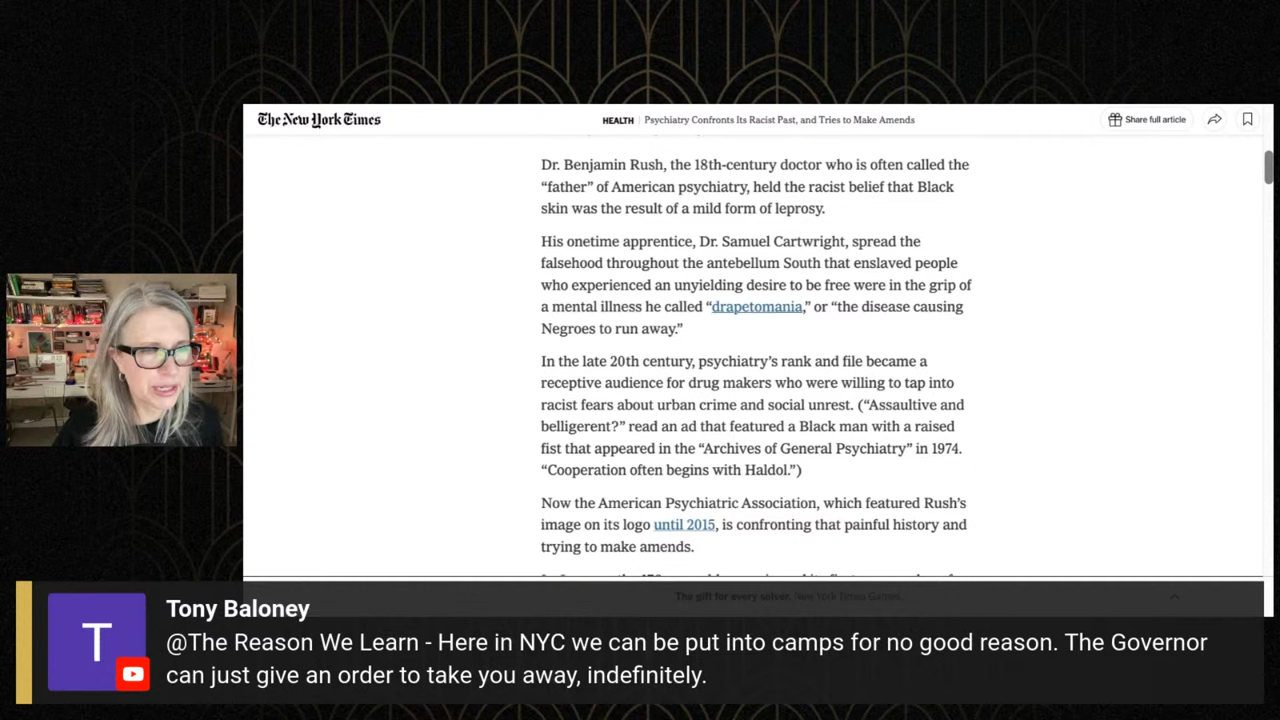 The New York Times
HEALTH | Psychiatry Confronts Its Racist Past, and Tries to Make Amends
Share full article
Dr. Benjamin Rush, the 18th-century doctor who is often called the
“father” of American psychiatry, held the racist belief that Black
skin was the result of a mild form of leprosy.
His onetime apprentice, Dr. Samuel Cartwright, spread the
falsehood throughout the antebellum South that enslaved people
who experienced an unyielding desire to be free were in the grip of
a mental illness he called “drapetomania,” or “the disease causing
Negroes to run away.”
In the late 20th century, psychiatry’s rank and file became a
receptive audience for drug makers who were willing to tap into
racist fears about urban crime and social unrest. (“Assaultive and
belligerent?” read an ad that featured a Black man with a raised
fist that appeared in the “Archives of General Psychiatry” in 1974.
“Cooperation often begins with Haldol.”)
Now the American Psychiatric Association, which featured Rush’s
image on its logo until 2015, is confronting that painful history and
trying to make amends.
The gift for every solver. New York Times Games.
T
Tony Baloney
@The Reason We Learn - Here in NYC we can be put into camps for no good reason. The Governor
can just give an order to take you away, indefinitely.